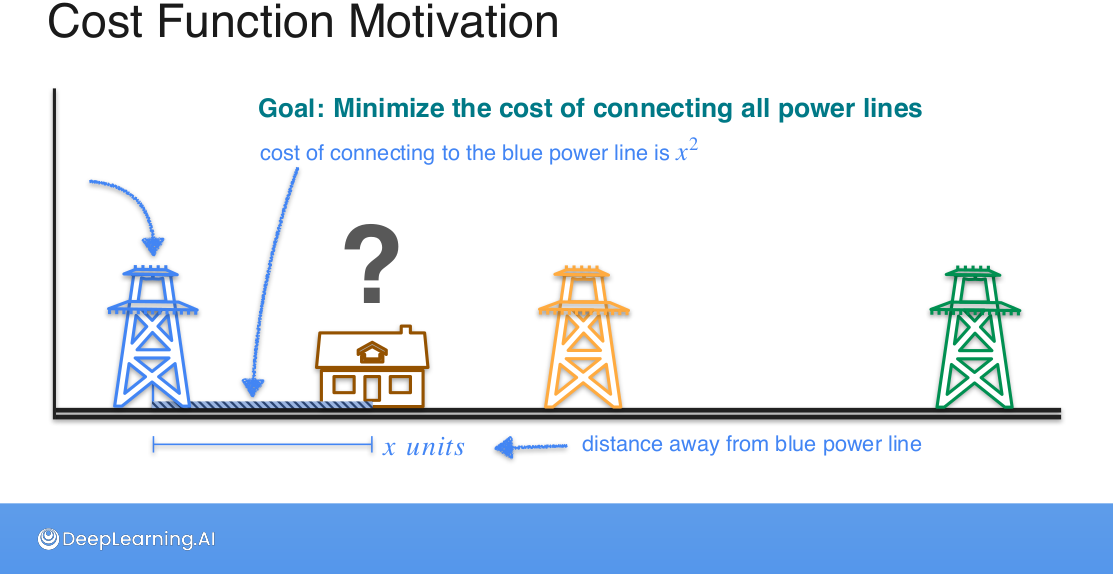 Cost Function Motivation
Goal: Minimize the cost of connecting all power lines
cost of connecting to the blue power line is x²
?
x units
distance away from blue power line
DeepLearning.AI